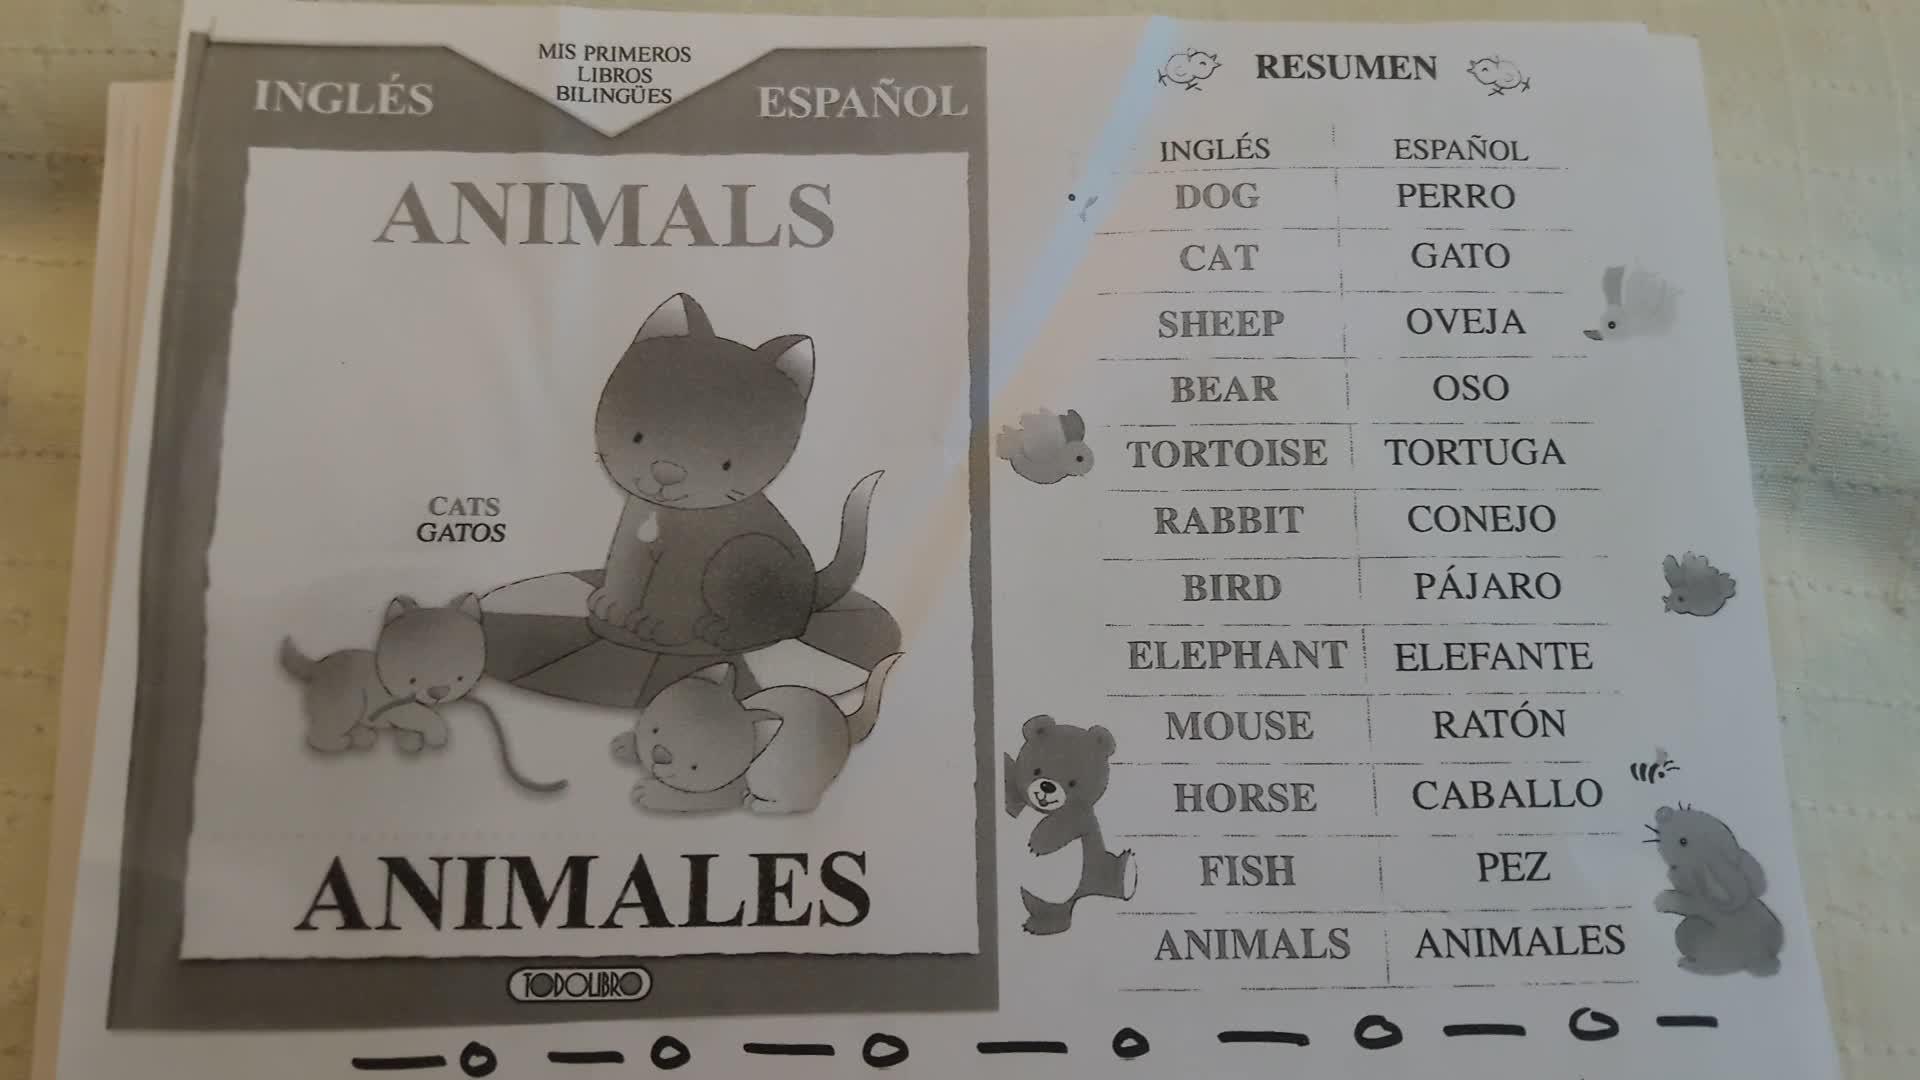 MIS PRIMEROS
LIBROS
BILINGÜES
INGLÉS
ESPAÑOL
ANIMALS
CATS
GATOS
ANIMALES
TODOLIBRO
RESUMEN
INGLÉS ESPAÑOL
DOG PERRO
CAT GATO
SHEEP OVEJA
BEAR OSO
TORTOISE TORTUGA
RABBIT CONEJO
BIRD PÁJARO
ELEPHANT ELEFANTE
MOUSE RATÓN
HORSE CABALLO
FISH PEZ
ANIMALS ANIMALES